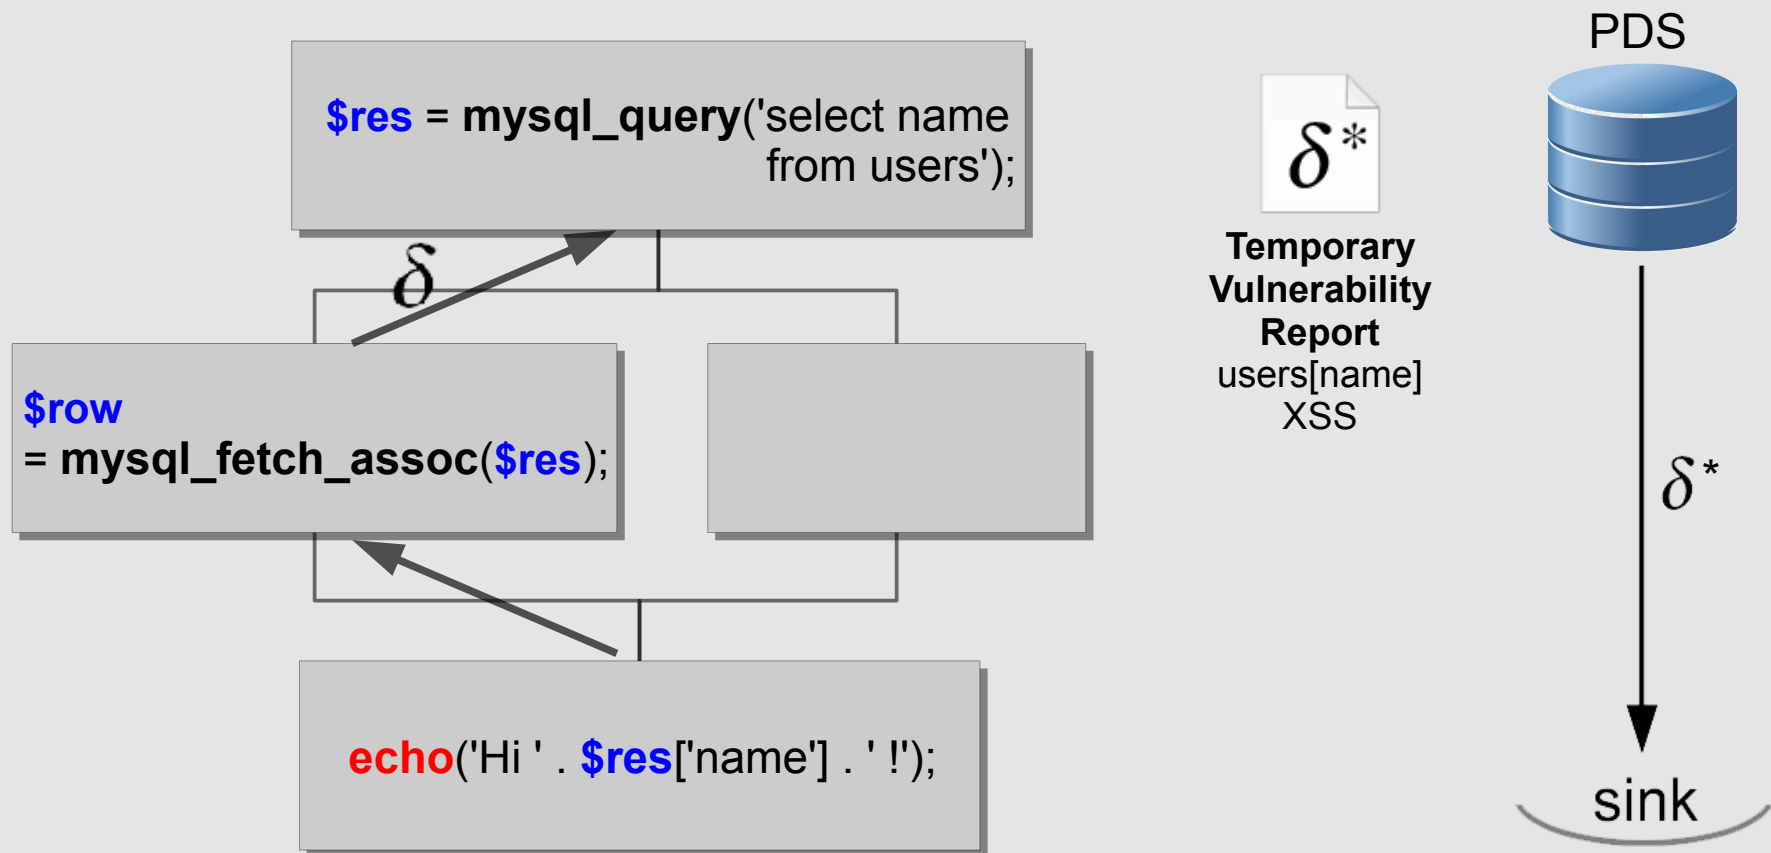 $res = mysql_query('select name
from users');
δ
$row
= mysql_fetch_assoc($res);
echo('Hi ' . $res['name'] . ' !');
δ*
Temporary
Vulnerability
Report
users[name]
XSS
PDS
δ*
sink